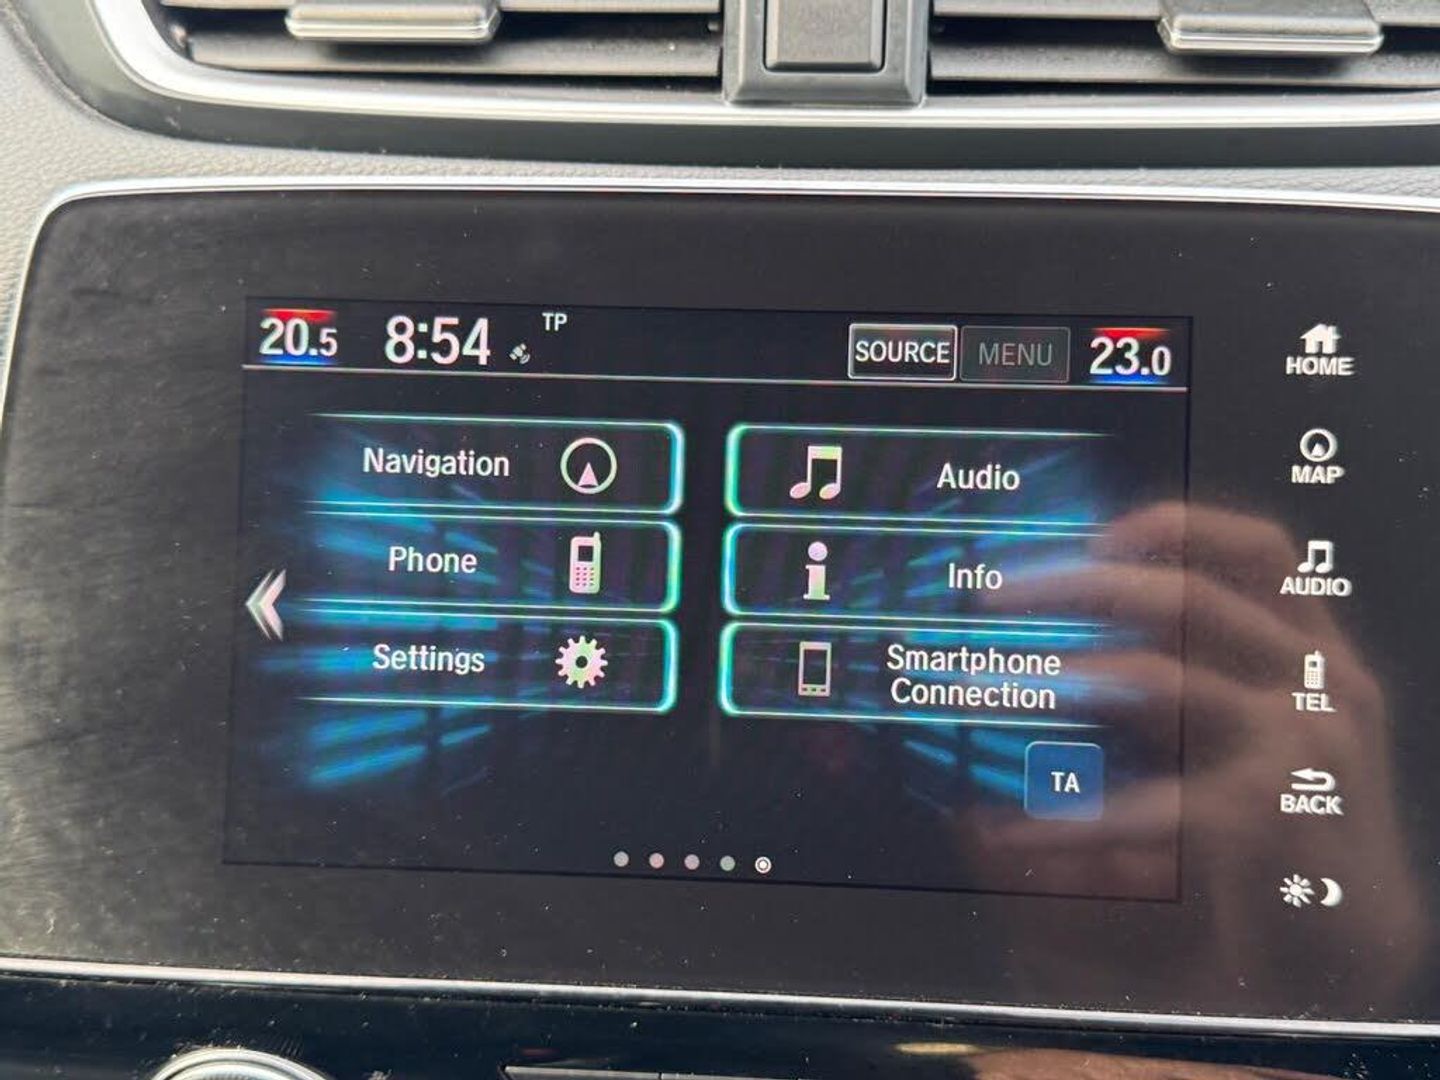 20.5 8:54 TP SOURCE MENU 23.0
Navigation
Audio
Phone
Info
Settings
Smartphone
Connection
TA
HOME
MAP
AUDIO
TEL
BACK